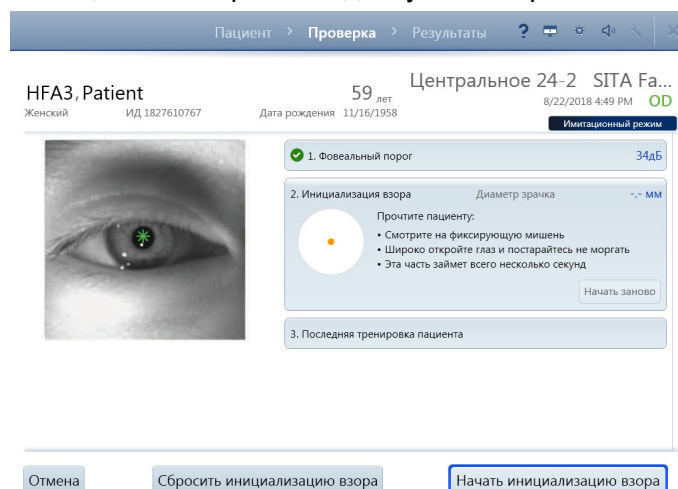 Пациент > Проверка > Результаты ?
HFA3, Patient 59 лет Центральное 24-2 SITA Fa...
Женский ИД 1827610767 Дата рождения 11/16/1958 8/22/2018 4:49 PM OD
Имитационный режим
1. Фовеальный порог 34дБ
2. Инициализация взора Диаметр зрачка -.- мм
Прочтите пациенту:
• Смотрите на фиксирующую мишень
• Широко откройте глаз и постарайтесь не моргать
• Эта часть займет всего несколько секунд
Начать заново
3. Последняя тренировка пациента
Отмена Сбросить инициализацию взора Начать инициализацию взора